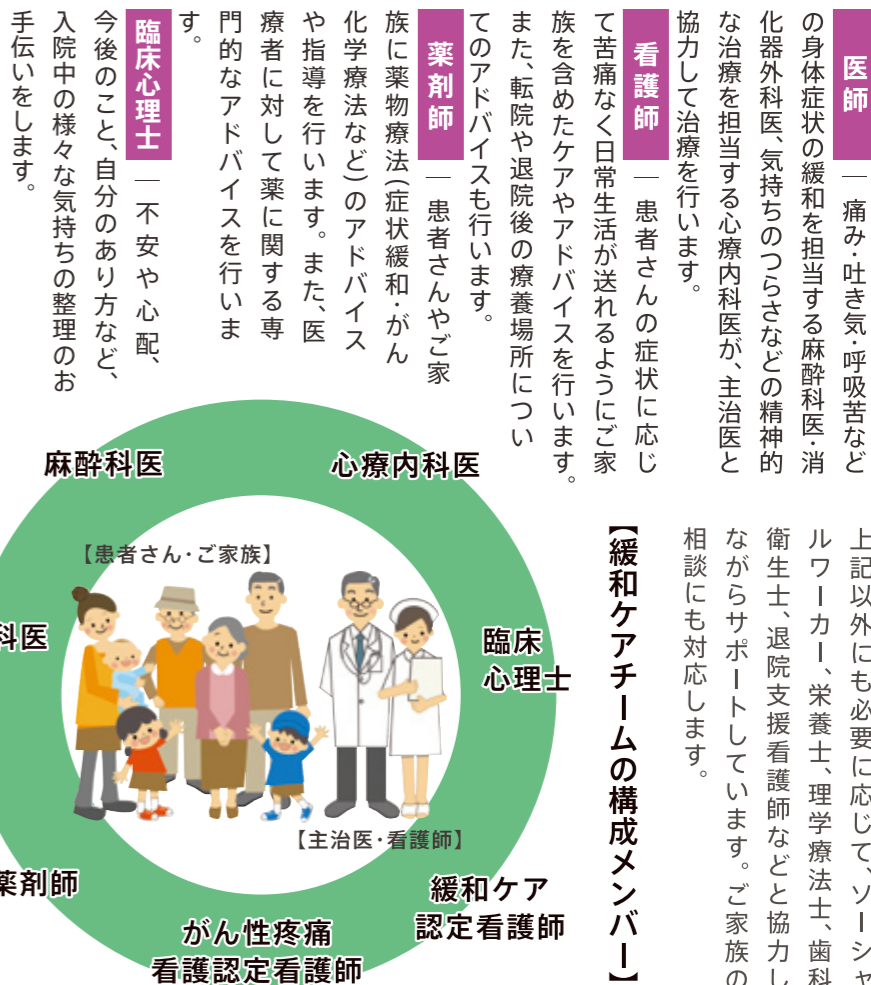 医師 ― 痛み・吐き気・呼吸苦など
の身体症状の緩和を担当する麻酔科医・消
化器外科医、気持ちのつらさなどの精神的
な治療を担当する心療内科医が、主治医と
協力して治療を行います。
看護師 ― 患者さんの症状に応じ
て苦痛なく日常生活が送れるようにご家
族を含めたケアやアドバイスを行います。
また、転院や退院後の療養場所につい
てのアドバイスも行います。
薬剤師 ― 患者さんやご家
族に薬物療法(症状緩和・がん
化学療法など)のアドバイス
や指導を行います。また、医
療者に対して薬に関する専
門的なアドバイスを行いま
す。
臨床心理士 ― 不安や心配、
今後のこと、自分のあり方など、
入院中の様々な気持ちの整理のお
手伝いをします。
上記以外にも必要に応じて、ソーシャ
ルワーカー、栄養士、理学療法士、歯科
衛生士、退院支援看護師などと協力し
ながらサポートしています。ご家族の
相談にも対応します。
【緩和ケアチームの構成メンバー】
麻酔科医
心療内科医
【患者さん・ご家族】
科医
臨床
心理士
【主治医・看護師】
薬剤師
緩和ケア
認定看護師
がん性疼痛
看護認定看護師